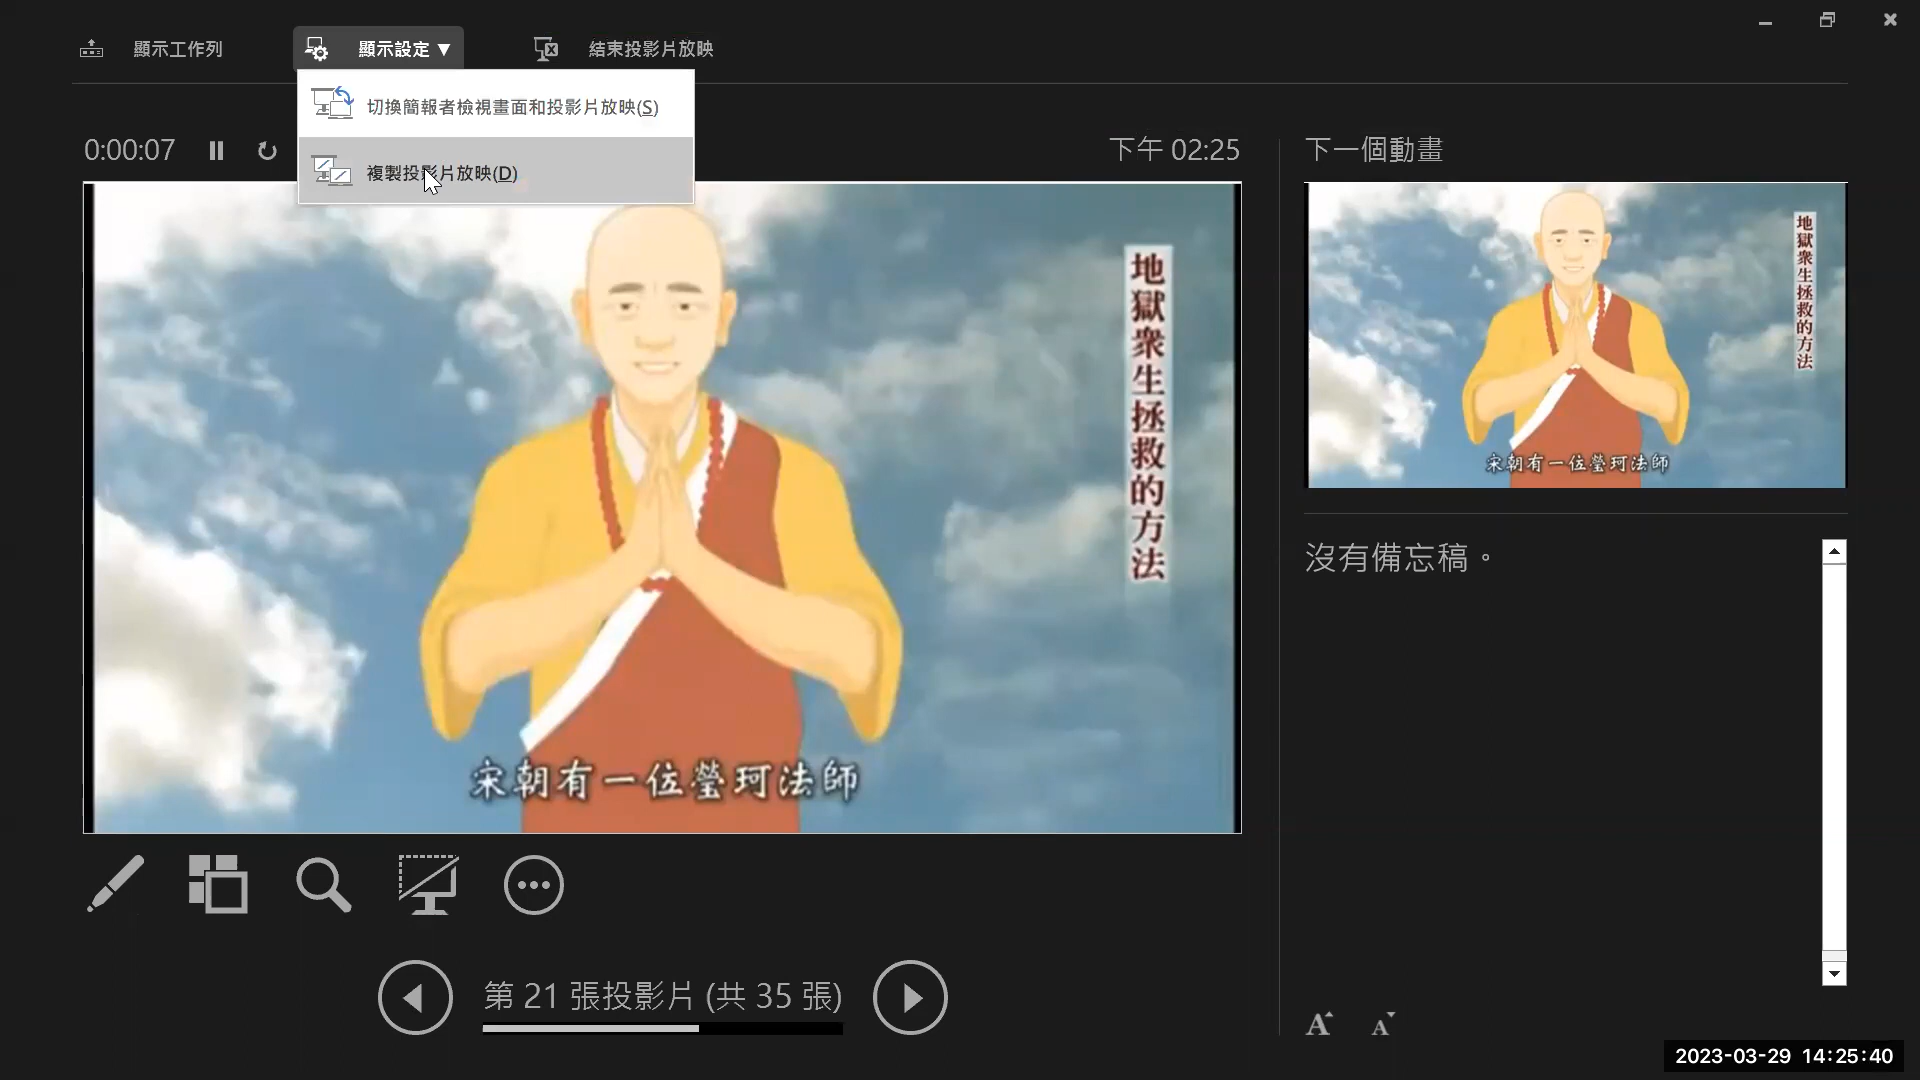 顯示工作列
顯示設定 ▼
結束投影片放映
切換簡報者檢視畫面和投影片放映(S)
複製投影片放映(D)
0:00:07
下午 02:25
下一個動畫
地獄衆生拯救的方法
宋朝有一位瑩珂法師
地獄衆生拯救的方法
宋朝有一位瑩珂法師
沒有備忘稿。
第 21 張投影片 (共 35 張)
A
A
2023-03-29 14:25:40